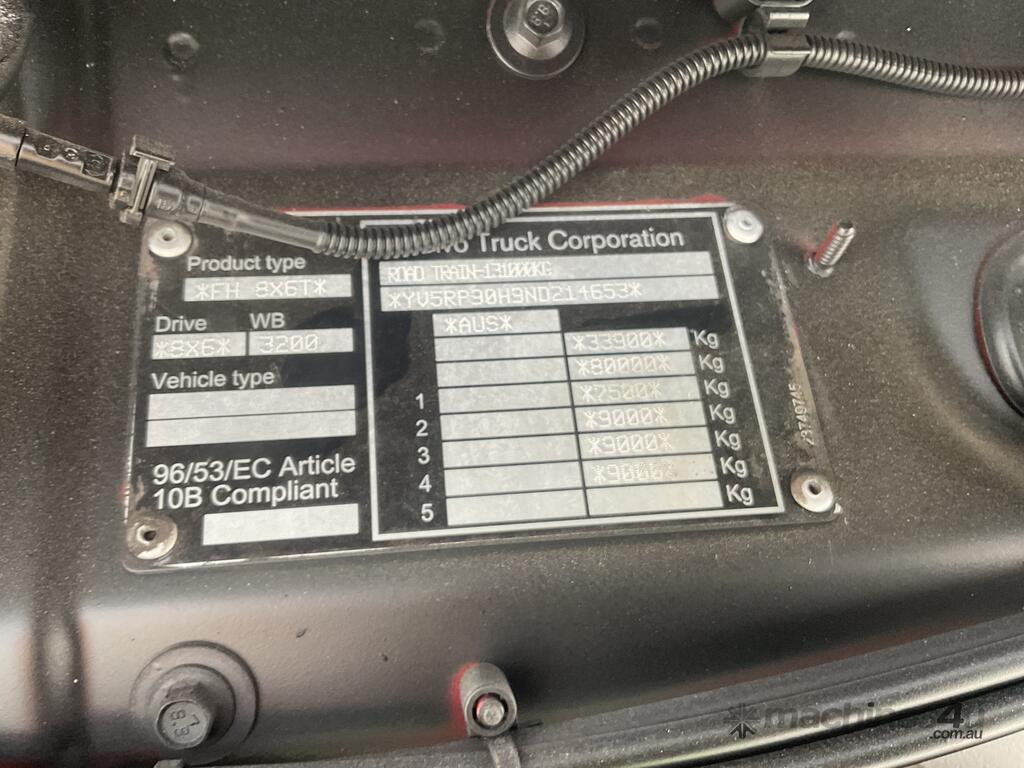 Truck Corporation
Product type
*FH 8X6T*
ROAD TRAIN-131000KG
*YV5RP90H9ND214653*
Drive WB
*8X6* 3200
*AUS*
*33900* Kg
*80000*
Vehicle type
1 *7500* Kg
2 *9000* Kg
3 *9000* Kg
4 *9000* Kg
5 Kg
96/53/EC Article
10B Compliant
23749745
8.8
8.8
.com.au